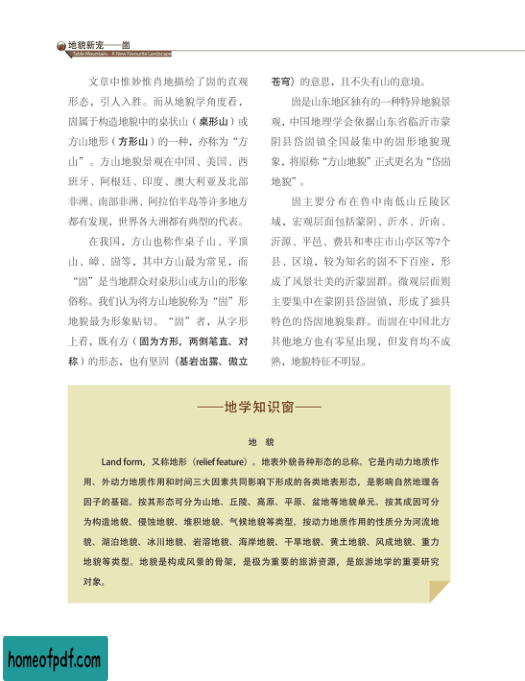 地貌新宠——崮
Table Mountain: A New Favourite Landscape
文章中惟妙惟肖地描绘了崮的直观
形态，引人入胜。而从地貌学角度看，
崮属于构造地貌中的桌状山（桌形山）或
方山地形（方形山）的一种，亦称为“方
山”。方山地貌景观在中国、美国、西
班牙、阿根廷、印度、澳大利亚及北部
非洲、南部非洲、阿拉伯半岛等许多地方
都有发现，世界各大洲都有典型的代表。
在我国，方山也称作桌子山、平顶
山、嶂、崮等，其中方山最为常见，而
“崮”是当地群众对桌形山或方山的形象
俗称。我们认为将方山地貌称为“崮”形
地貌最为形象贴切。“崮”者，从字形
上看，既有方（固为方形，两侧笔直、对
称）的形态，也有坚固（基岩出露、傲立
苍穹）的意思，且不失有山的意境。
崮是山东地区独有的一种特异地貌景
观，中国地理学会依据山东省临沂市蒙
阴县岱崮镇全国最集中的崮形地貌现
象，将原称“方山地貌”正式更名为“岱崮
地貌”。
崮主要分布在鲁中南低山丘陵区
域，宏观层面包括蒙阴、沂水、沂南、
沂源、平邑、费县和枣庄市山亭区等7个
县、区境，较为知名的崮不下百座，形
成了风景壮美的沂蒙崮群。微观层面则
主要集中在蒙阴县岱崮镇，形成了独具
特色的岱崮地貌集群。而崮在中国北方
其他地方也有零星出现，但发育均不成
熟，地貌特征不明显。
——地学知识窗——
地 貌
Land form，又称地形（relief feature）。地表外貌各种形态的总称。它是内动力地质作
用、外动力地质作用和时间三大因素共同影响下形成的各类地表形态，是影响自然地理各
因子的基础。按其形态可分为山地、丘陵、高原、平原、盆地等地貌单元。按其成因可分
为构造地貌、侵蚀地貌、堆积地貌、气候地貌等类型。按动力地质作用的性质分为河流地
貌、湖泊地貌、冰川地貌、岩溶地貌、海岸地貌、干旱地貌、黄土地貌、风成地貌、重力
地貌等类型。地貌是构成风景的骨架，是极为重要的旅游资源，是旅游地学的重要研究
对象。
homeofpdf.com